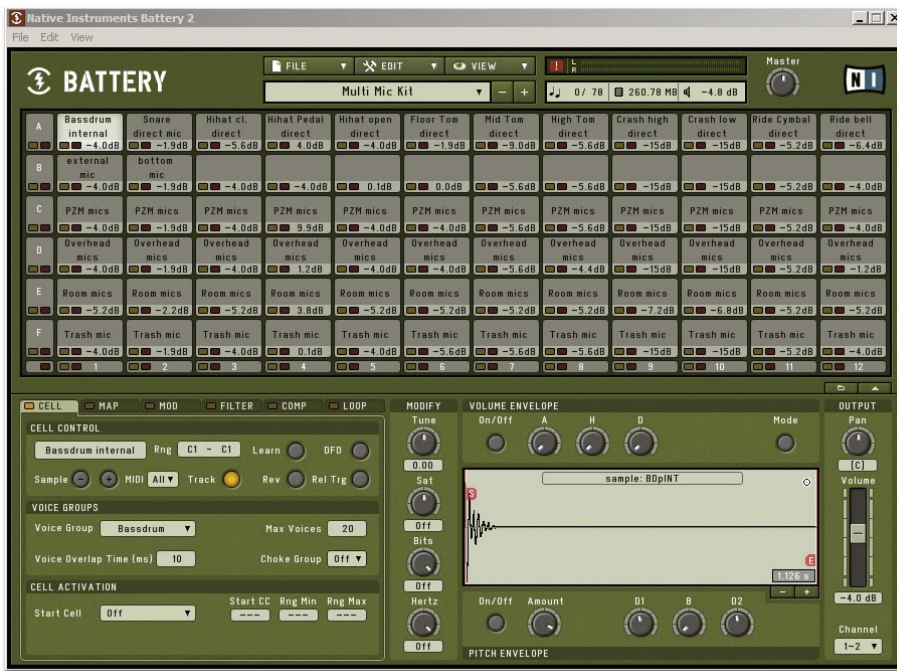 Native Instruments Battery 2
File Edit View
BATTERY
FILE EDIT VIEW
L
R
Master
Multi Mic Kit - +
0/ 78 260.78 MB -4.8 dB
NI
A Bassdrum Snare Hihat cl. Hihat Pedal Hihat open Floor Tom Mid Tom High Tom Crash high Crash low Ride Cymbal Ride bell
internal direct mic direct direct direct direct direct direct direct direct direct direct
-4.0dB -1.9dB -5.6dB 4.0dB -4.0dB -1.9dB -9.0dB -5.6dB -15dB -15dB -5.2dB -6.4dB
B external bottom
mic mic
-4.0dB -1.9dB -4.0dB -4.0dB 0.1dB 0.0dB -5.6dB -5.6dB -15dB -15dB -5.2dB -4.0dB
C PZM mics PZM mics PZM mics PZM mics PZM mics PZM mics PZM mics PZM mics PZM mics PZM mics PZM mics PZM mics
-4.0dB -1.9dB -4.0dB 9.9dB -4.0dB -4.0dB -5.6dB -5.6dB -15dB -15dB -5.2dB -4.0dB
D Overhead Overhead Overhead Overhead Overhead Overhead Overhead Overhead Overhead Overhead Overhead Overhead
mics mics mics mics mics mics mics mics mics mics mics mics
-4.0dB -1.9dB -4.0dB 1.2dB -4.0dB -4.0dB -5.6dB -4.4dB -15dB -15dB -5.2dB -1.2dB
E Room mics Room mics Room mics Room mics Room mics Room mics Room mics Room mics Room mics Room mics Room mics Room mics
-5.2dB -2.2dB -5.2dB 3.8dB -5.2dB -5.2dB -5.2dB -5.2dB -7.2dB -6.8dB -5.2dB -5.2dB
F Trash mic Trash mic Trash mic Trash mic Trash mic Trash mic Trash mic Trash mic Trash mic Trash mic Trash mic Trash mic
-4.0dB -1.9dB -4.0dB 0.1dB -4.0dB -5.6dB -5.6dB -5.6dB -15dB -15dB -5.2dB -4.0dB
1 2 3 4 5 6 7 8 9 10 11 12
CELL MAP MOD FILTER COMP LOOP
CELL CONTROL
Bassdrum internal Rng C1 - C1 Learn DFD
Sample - + MIDI All Track Rev Rel Trg
VOICE GROUPS
Voice Group Bassdrum Max Voices 20
Voice Overlap Time (ms) 10 Choke Group Off
CELL ACTIVATION
Start CC Rng Min Rng Max
Start Cell Off --- --- ---
MODIFY
Tune
0.00
Sat
Off
Bits
Off
Hertz
Off
VOLUME ENVELOPE
On/Off A H D Mode
sample: BDpINT
S
E
1.126 s
- +
On/Off Amount D1 B D2
PITCH ENVELOPE
OUTPUT
Pan
[C]
Volume
-4.0 dB
Channel
1-2